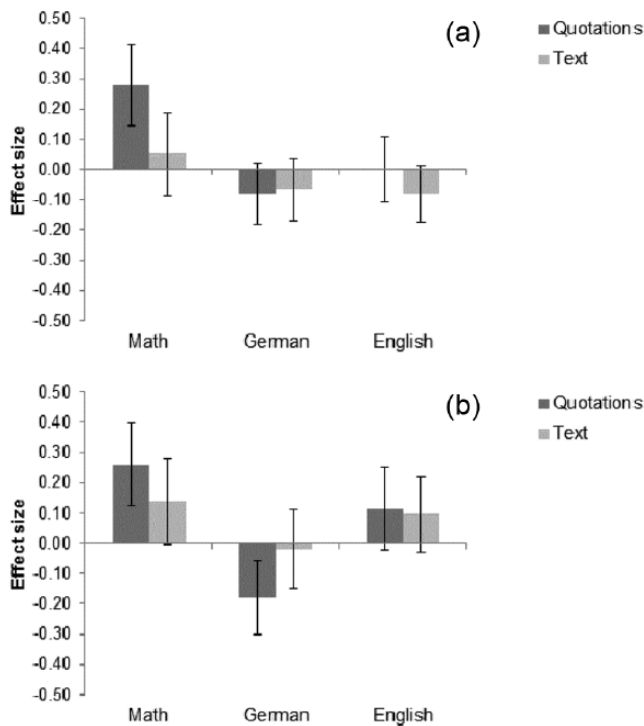 (a)
Quotations
Text
Effect size
0.50
0.40
0.30
0.20
0.10
0.00
-0.10
-0.20
-0.30
-0.40
-0.50
Math German English
(b)
Quotations
Text
Effect size
0.50
0.40
0.30
0.20
0.10
0.00
-0.10
-0.20
-0.30
-0.40
-0.50
Math German English